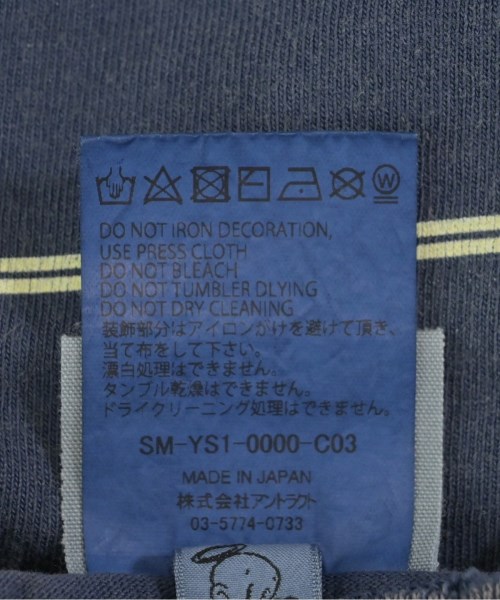 DO NOT IRON DECORATION,
USE PRESS CLOTH
DO NOT BLEACH
DO NOT TUMBLER DLYING
DO NOT DRY CLEANING
装飾部分はアイロンがけを避けて頂き、
当て布をして下さい。
漂白処理はできません。
タンブル乾燥はできません。
ドライクリーニング処理はできません。
SM-YS1-0000-C03
MADE IN JAPAN
株式会社アントラクト
03-5774-0733